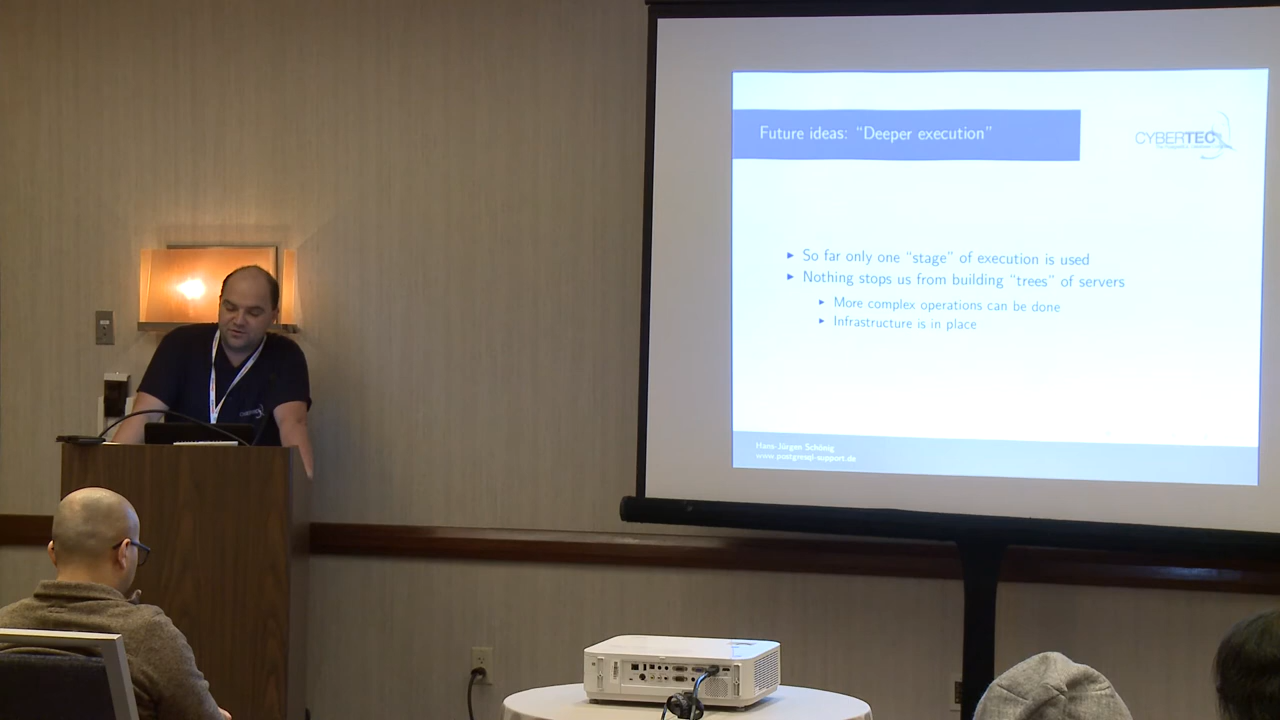 Future ideas: “Deeper execution”
CYBERTEC
So far only one “stage” of execution is used
Nothing stops us from building “trees” of servers
More complex operations can be done
Infrastructure is in place
Hans-Jürgen Schönig
www.postgresql-support.de